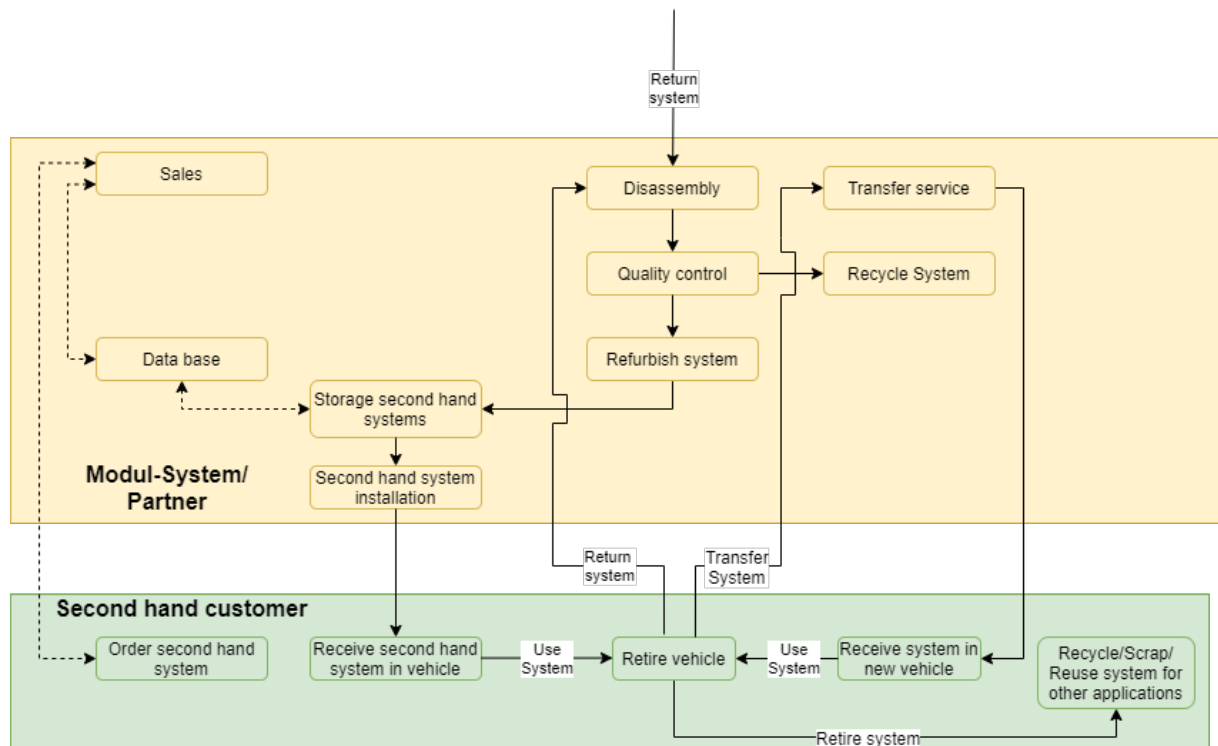 Return
system
Sales
Disassembly
Transfer service
Quality control
Recycle System
Data base
Refurbish system
Storage second hand
systems
Modul-System/
Partner
Second hand system
installation
Return
system
Transfer
System
Second hand customer
Order second hand
system
Receive second hand
system in vehicle
Use
System
Retire vehicle
Use
System
Receive system in
new vehicle
Recycle/Scrap/
Reuse system for
other applications
Retire system